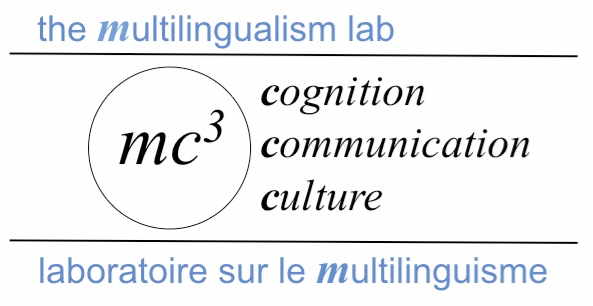 the multilingualism lab
mc³
cognition
communication
culture
laboratoire sur le multilinguisme